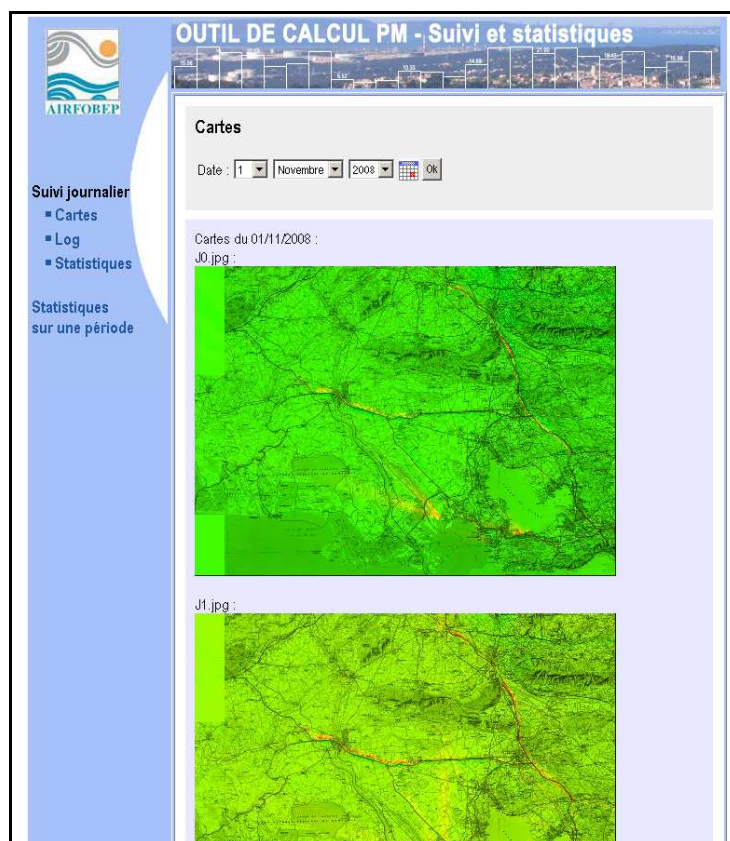 OUTIL DE CALCUL PM - Suivi et statistiques
AIRFOBEP
Suivi journalier
Cartes
Log
Statistiques
Statistiques
sur une période
Cartes
Date : 1 Novembre 2008 Ok
Cartes du 01/11/2008 :
J0.jpg :
J1.jpg :